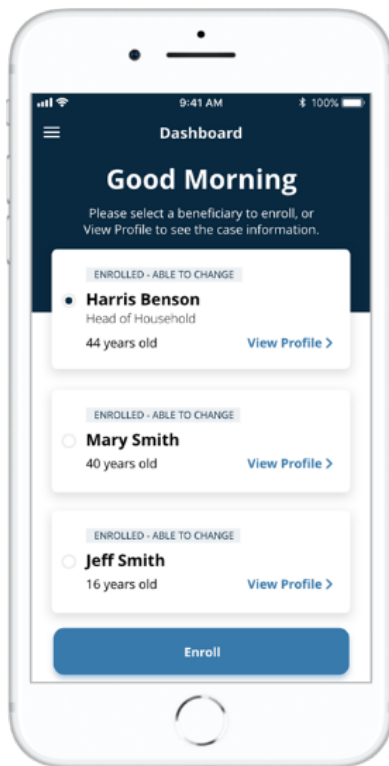 9:41 AM
100%
Dashboard
Good Morning
Please select a beneficiary to enroll, or
View Profile to see the case information.
ENROLLED - ABLE TO CHANGE
Harris Benson
Head of Household
44 years old View Profile >
ENROLLED - ABLE TO CHANGE
Mary Smith
40 years old View Profile >
ENROLLED - ABLE TO CHANGE
Jeff Smith
16 years old View Profile >
Enroll